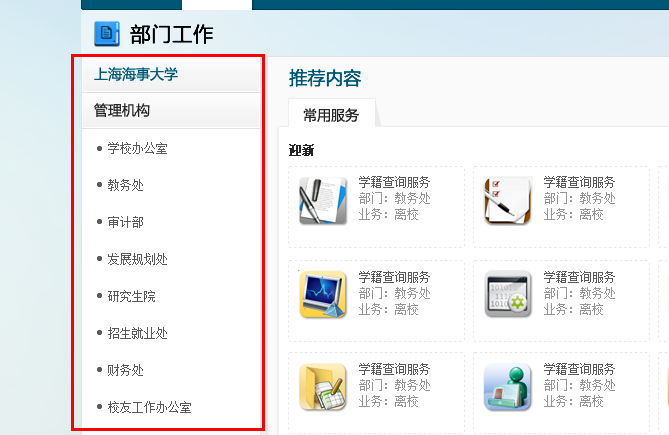 部门工作
上海海事大学
管理机构
学校办公室
教务处
审计部
发展规划处
研究生院
招生就业处
财务处
校友工作办公室
推荐内容
常用服务
迎新
学籍查询服务
部门：教务处
业务：离校
学籍查询服务
部门：教务处
业务：离校
学籍查询服务
部门：教务处
业务：离校
学籍查询服务
部门：教务处
业务：离校
学籍查询服务
部门：教务处
业务：离校
学籍查询服务
部门：教务处
业务：离校